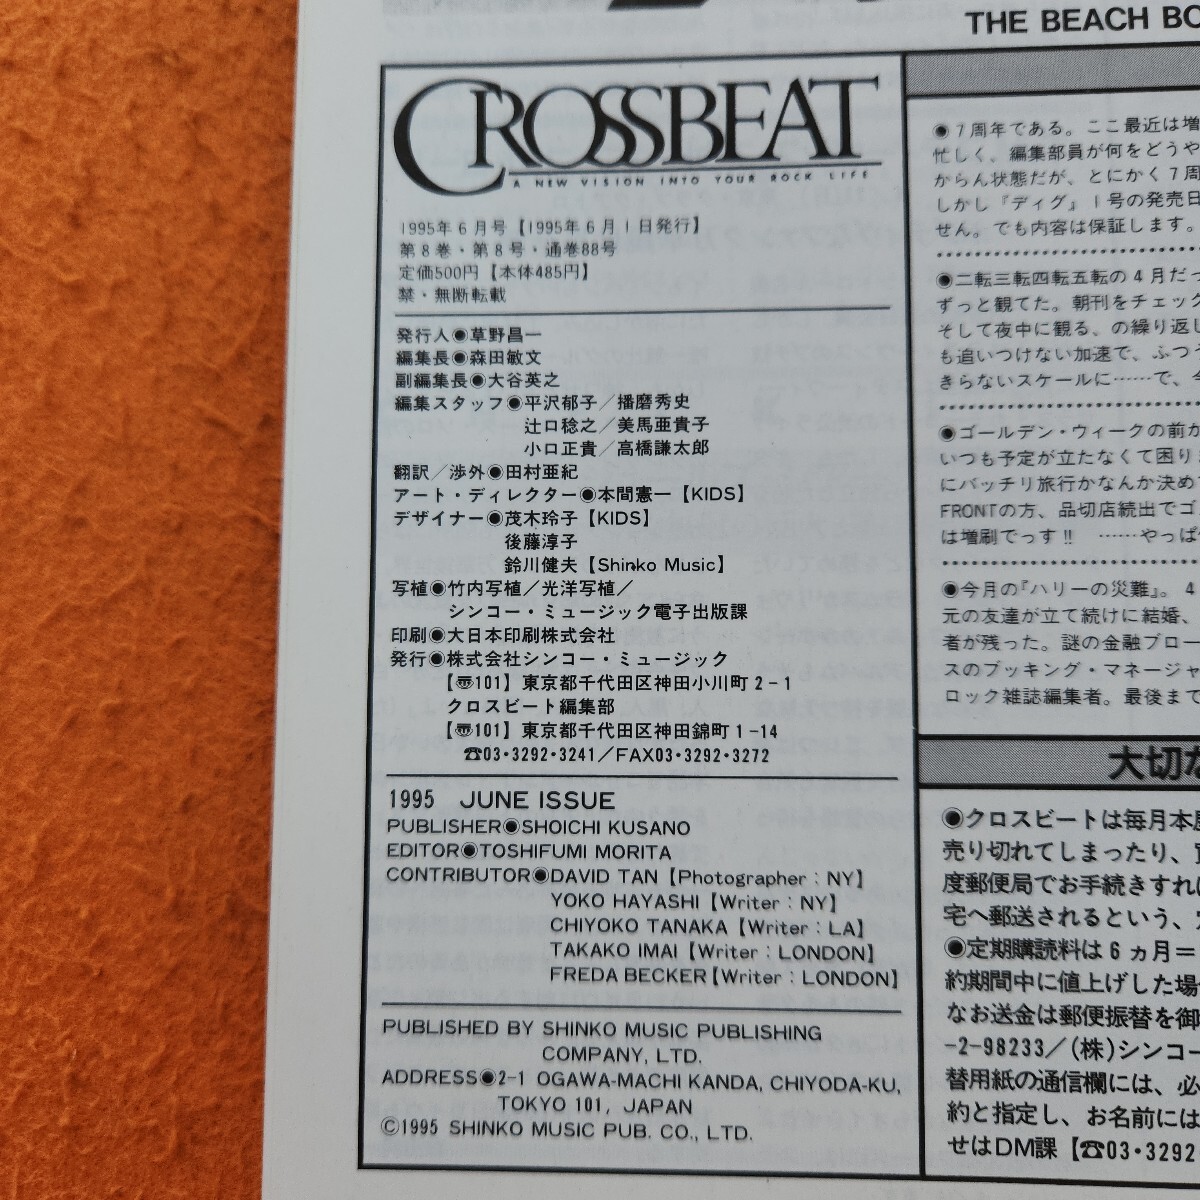 THE BEACH BO
CROSSBEAT
A NEW VISION INTO YOUR ROCK LIFE
1995年6月号【1995年6月1日発行】
第8巻・第8号・通巻88号
定価500円【本体485円】
禁・無断転載
発行人◉草野昌一
編集長◉森田敏文
副編集長◉大谷英之
編集スタッフ◉平沢郁子／播磨秀史
辻口稔之／美馬亜貴子
小口正貴／高橋謙太郎
翻訳／渉外◉田村亜紀
アート・ディレクター◉本間憲一【KIDS】
デザイナー◉茂木玲子【KIDS】
後藤淳子
鈴川健夫【Shinko Music】
写植◉竹内写植／光洋写植／
シンコー・ミュージック電子出版課
印刷◉大日本印刷株式会社
発行◉株式会社シンコー・ミュージック
【〠101】東京都千代田区神田小川町2-1
クロスビート編集部
【〠101】東京都千代田区神田錦町1-14
☎03・3292・3241／FAX03・3292・3272
1995 JUNE ISSUE
PUBLISHER◉SHOICHI KUSANO
EDITOR◉TOSHIFUMI MORITA
CONTRIBUTOR◉DAVID TAN【Photographer：NY】
YOKO HAYASHI【Writer：NY】
CHIYOKO TANAKA【Writer：LA】
TAKAKO IMAI【Writer：LONDON】
FREDA BECKER【Writer：LONDON】
PUBLISHED BY SHINKO MUSIC PUBLISHING
COMPANY, LTD.
ADDRESS◉2-1 OGAWA-MACHI KANDA, CHIYODA-KU,
TOKYO 101, JAPAN
©1995 SHINKO MUSIC PUB. CO., LTD.
◉7周年である。ここ最近は増
忙しく、編集部員が何をどうや
からん状態だが、とにかく7周
しかし『ディグ』1号の発売日
せん。でも内容は保証します。
◉二転三転四転五転の4月だっ
ずっと観てた。朝刊をチェック
そして夜中に観る、の繰り返し
も追いつけない加速で、ふつう
きらないスケールに……で、今
◉ゴールデン・ウィークの前か
いつも予定が立たなくて困りま
にバッチリ旅行かなんか決めて
FRONTの方、品切店続出でゴ
は増刷でっす!! ……やっぱ
◉今月の『ハリーの災難』。4
元の友達が立て続けに結婚、
者が残った。謎の金融ブロー
スのブッキング・マネージャ
ロック雑誌編集者。最後まで
大切な
◉クロスビートは毎月本屋
売り切れてしまったり、買
度郵便局でお手続きすれば
宅へ郵送されるという、
◉定期購読料は6ヵ月＝
約期間中に値上げした場合
なお送金は郵便振替を御
-2-98233／(株)シンコー
替用紙の通信欄には、必
約と指定し、お名前には
せはDM課【☎03・3292